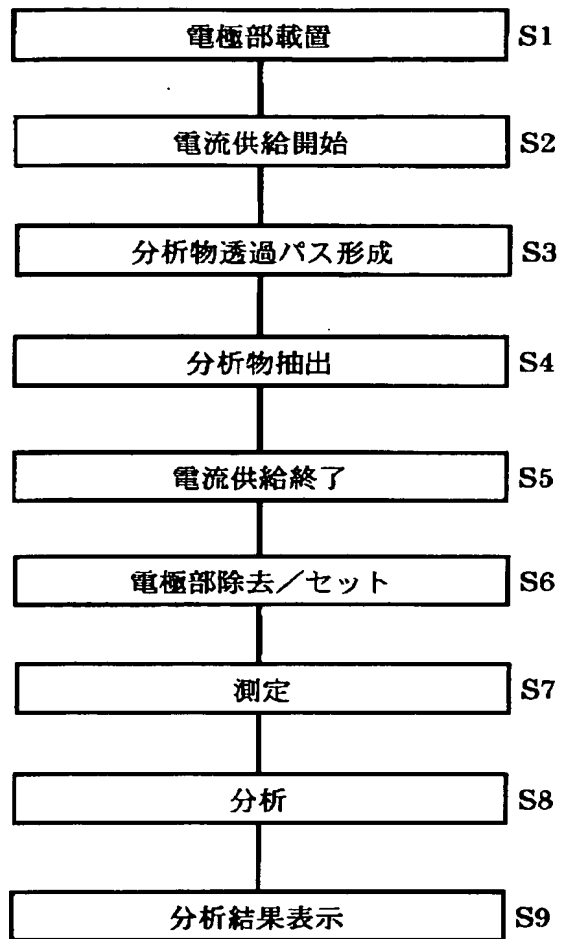 電極部載置 S1
電流供給開始 S2
分析物透過パス形成 S3
分析物抽出 S4
電流供給終了 S5
電極部除去／セット S6
測定 S7
分析 S8
分析結果表示 S9